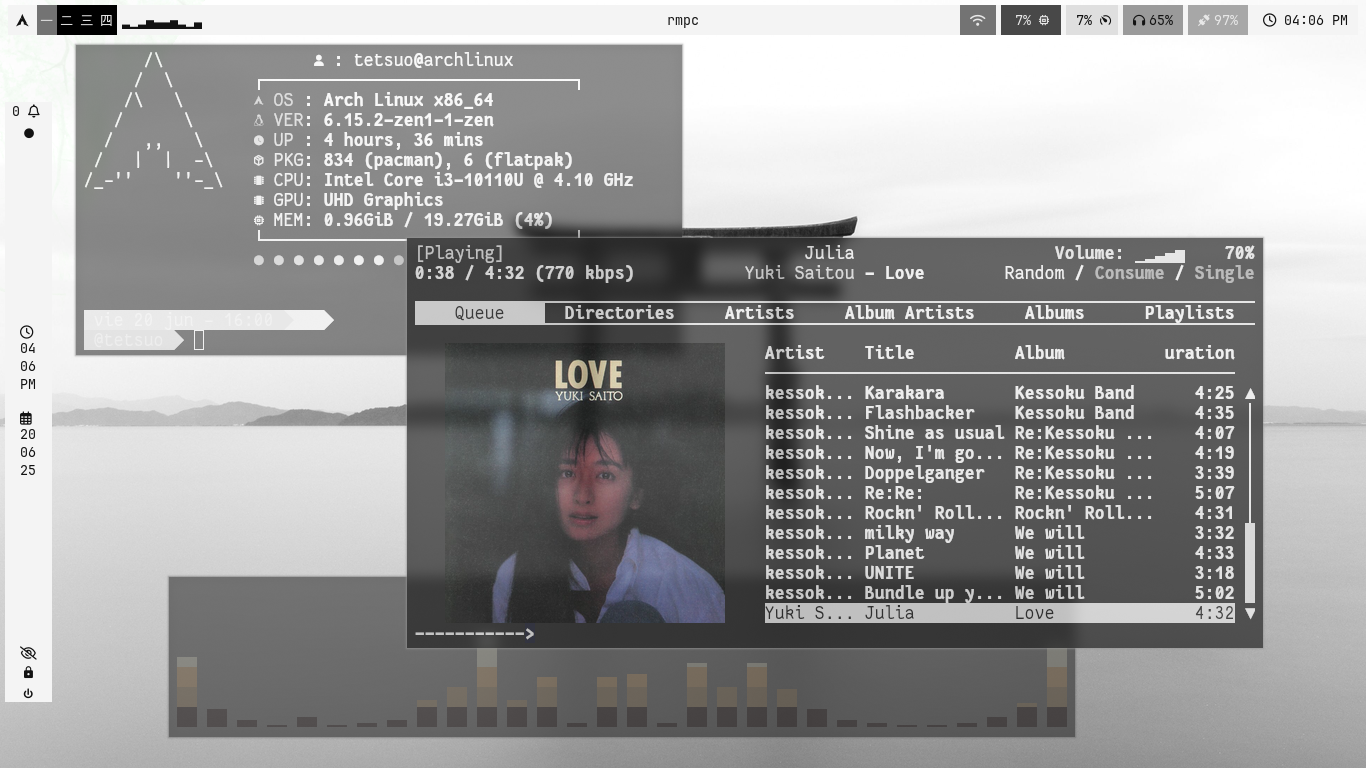 一 二 三 四
rmpc
7%
7%
65%
97%
04:06 PM
0
04
06
PM
20
06
25
: tetsuo@archlinux
OS : Arch Linux x86_64
VER: 6.15.2-zen1-1-zen
UP : 4 hours, 36 mins
PKG: 834 (pacman), 6 (flatpak)
CPU: Intel Core i3-10110U @ 4.10 GHz
GPU: UHD Graphics
MEM: 0.96GiB / 19.27GiB (4%)
vie 20 jun - 16:00
@tetsuo
[Playing] Julia Volume: 70%
0:38 / 4:32 (770 kbps) Yuki Saitou - Love Random / Consume / Single
Queue Directories Artists Album Artists Albums Playlists
LOVE
YUKI SAITO
Artist Title Album uration
kessok... Karakara Kessoku Band 4:25
kessok... Flashbacker Kessoku Band 4:35
kessok... Shine as usual Re:Kessoku ... 4:07
kessok... Now, I'm go... Re:Kessoku ... 4:19
kessok... Doppelganger Re:Kessoku ... 3:39
kessok... Re:Re: Re:Kessoku ... 5:07
kessok... Rockn' Roll... Rockn' Roll... 4:31
kessok... milky way We will 3:32
kessok... Planet We will 4:33
kessok... UNITE We will 3:18
kessok... Bundle up y... We will 5:02
Yuki S... Julia Love 4:32
----------->